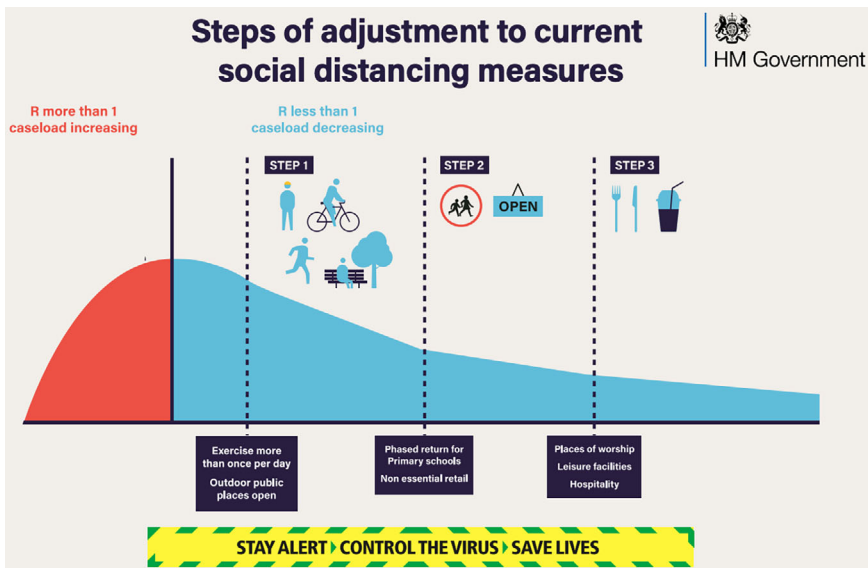 Steps of adjustment to current
social distancing measures
HM Government
R more than 1
caseload increasing
R less than 1
caseload decreasing
STEP 1
STEP 2
STEP 3
OPEN
Exercise more
than once per day
Outdoor public
places open
Phased return for
Primary schools
Non essential retail
Places of worship
Leisure facilities
Hospitality
STAY ALERT CONTROL THE VIRUS SAVE LIVES